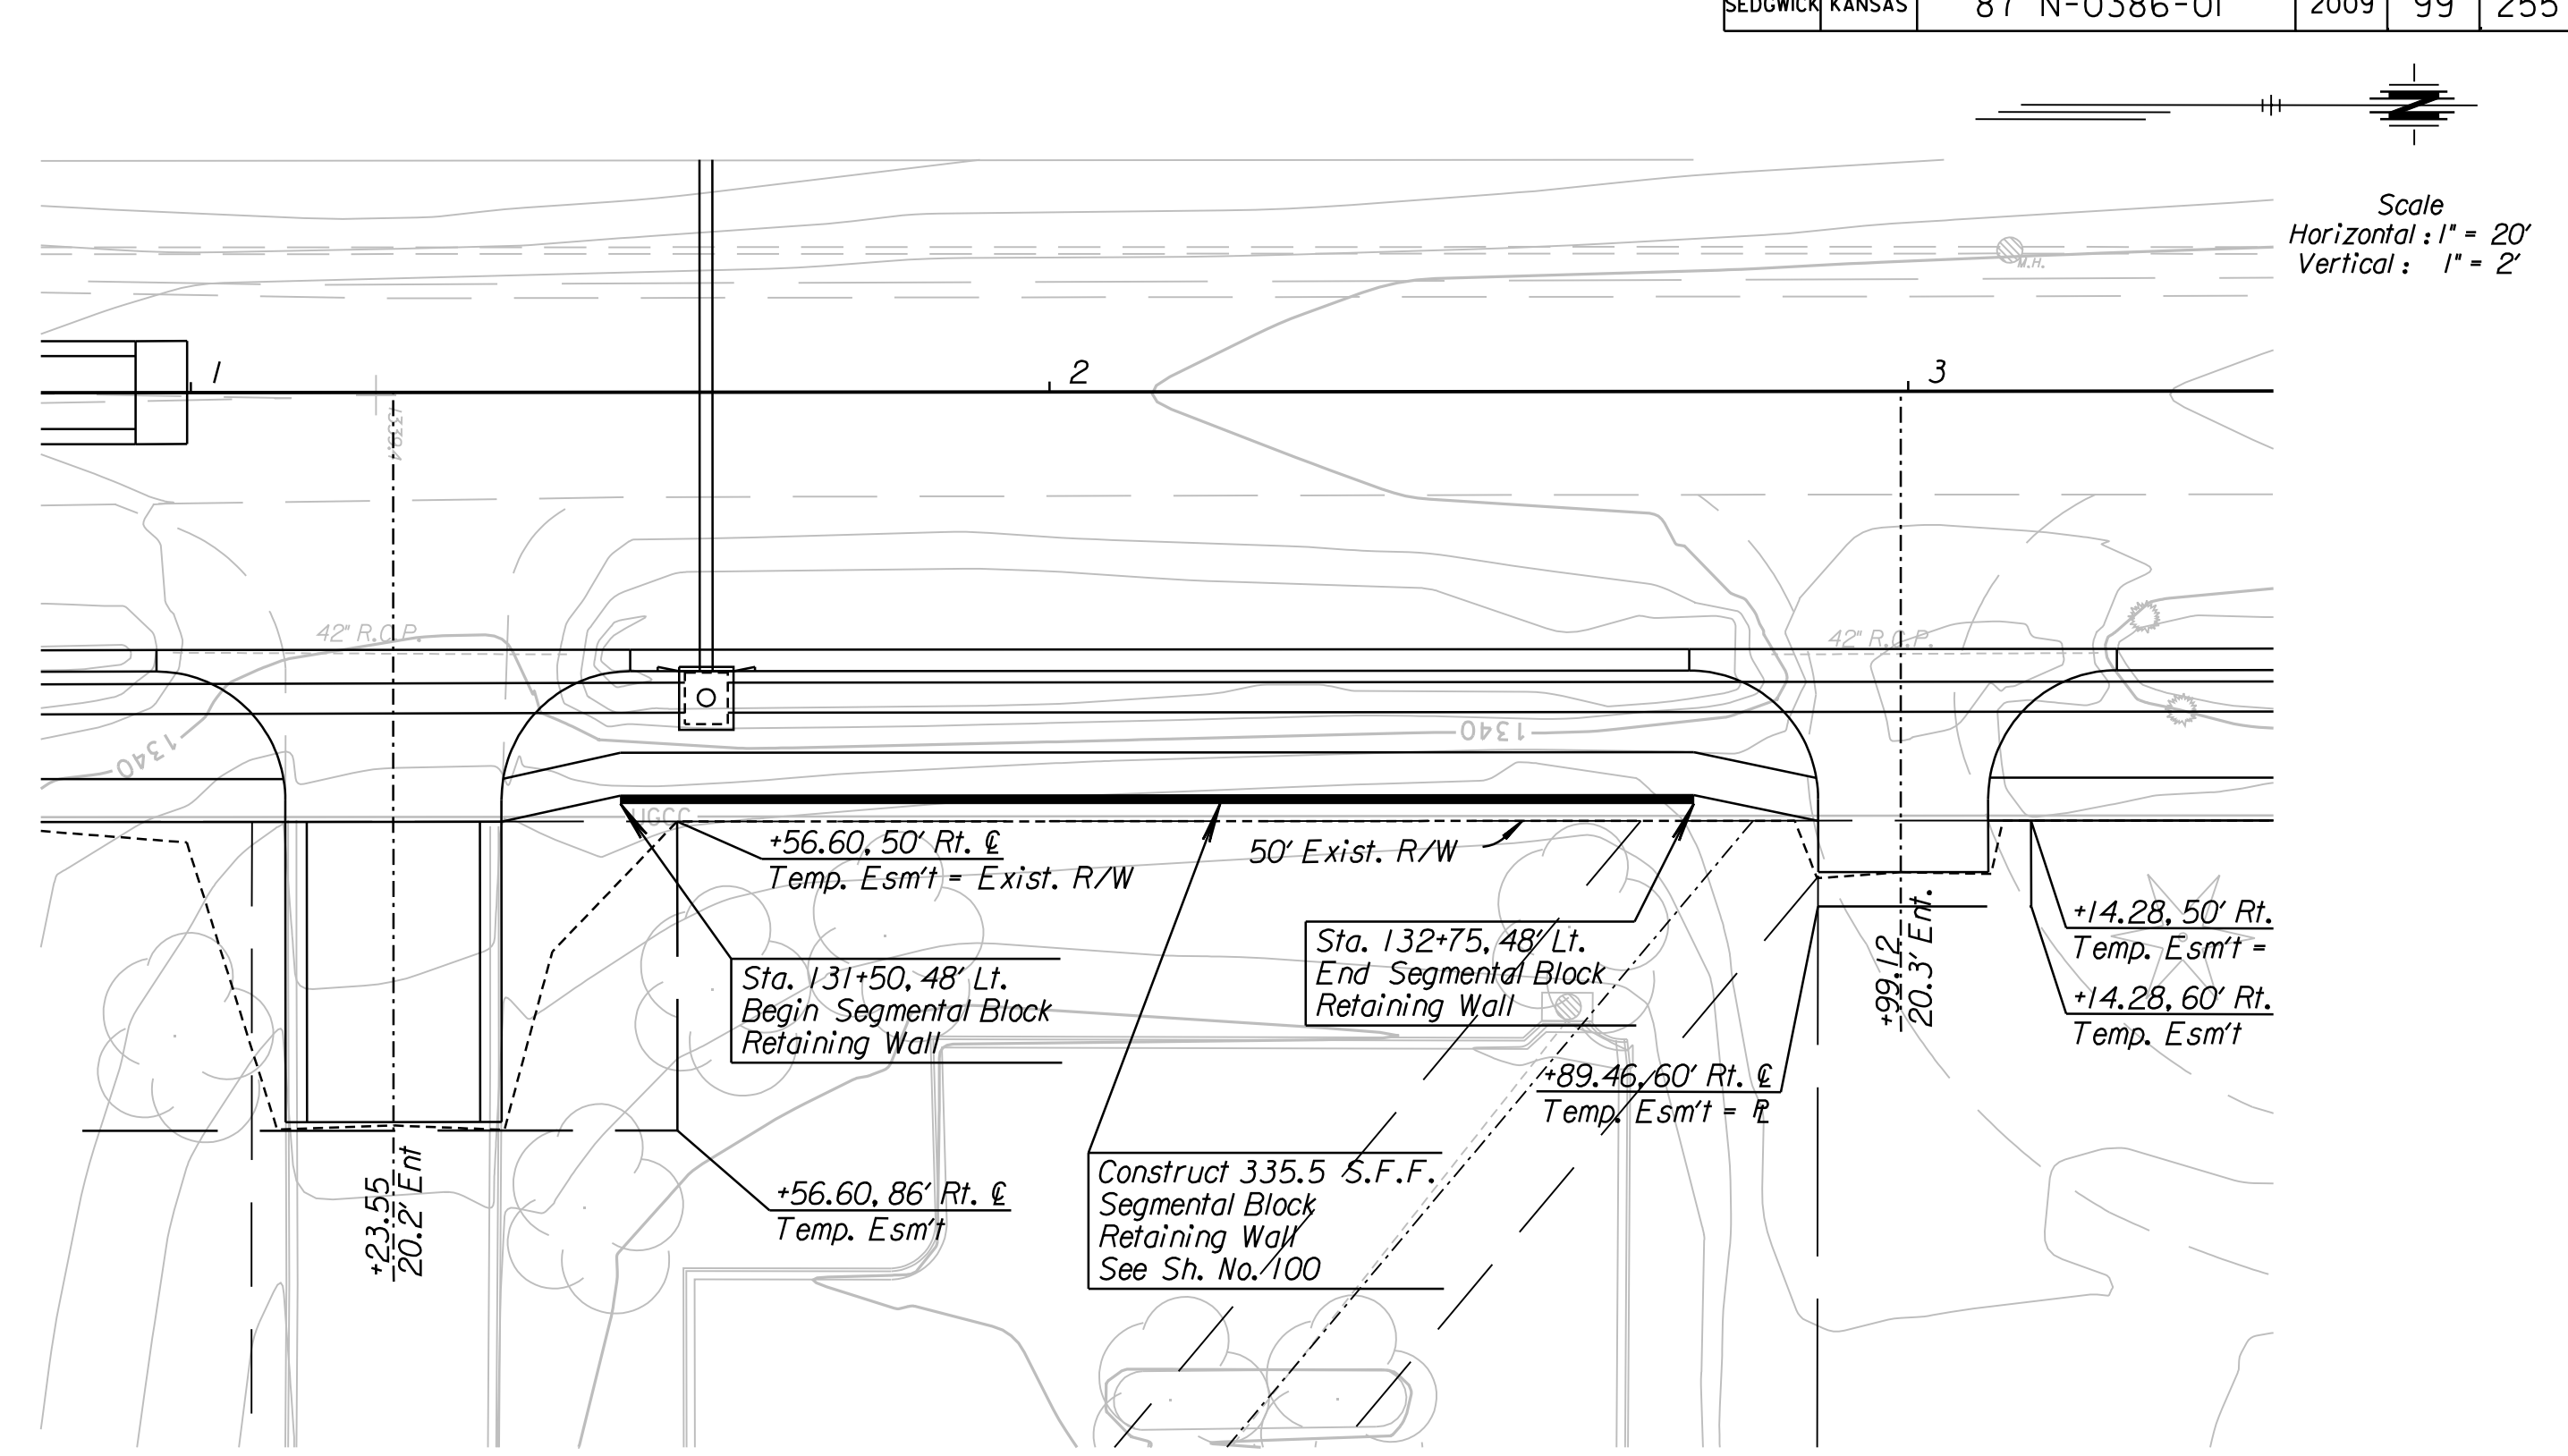 SEDGWICK KANSAS 87 N-0386-01 2009 99 255
N
Scale
Horizontal : 1" = 20'
Vertical : 1" = 2'
M.H.
1 2 3
1339.4
42" R.C.P.
42" R.C.P.
1340
1340
UGCC
+56.60, 50' Rt. ℄
Temp. Esm't = Exist. R/W
50' Exist. R/W
Sta. 131+50, 48' Lt.
Begin Segmental Block
Retaining Wall
Sta. 132+75, 48' Lt.
End Segmental Block
Retaining Wall
+14.28, 50' Rt.
Temp. Esm't =
+14.28, 60' Rt.
Temp. Esm't
+99.12
20.3' Ent.
+89.46, 60' Rt. ℄
Temp. Esm't = PL
Construct 335.5 S.F.F.
Segmental Block
Retaining Wall
See Sh. No. 100
+56.60, 86' Rt. ℄
Temp. Esm't
+23.55
20.2' Ent